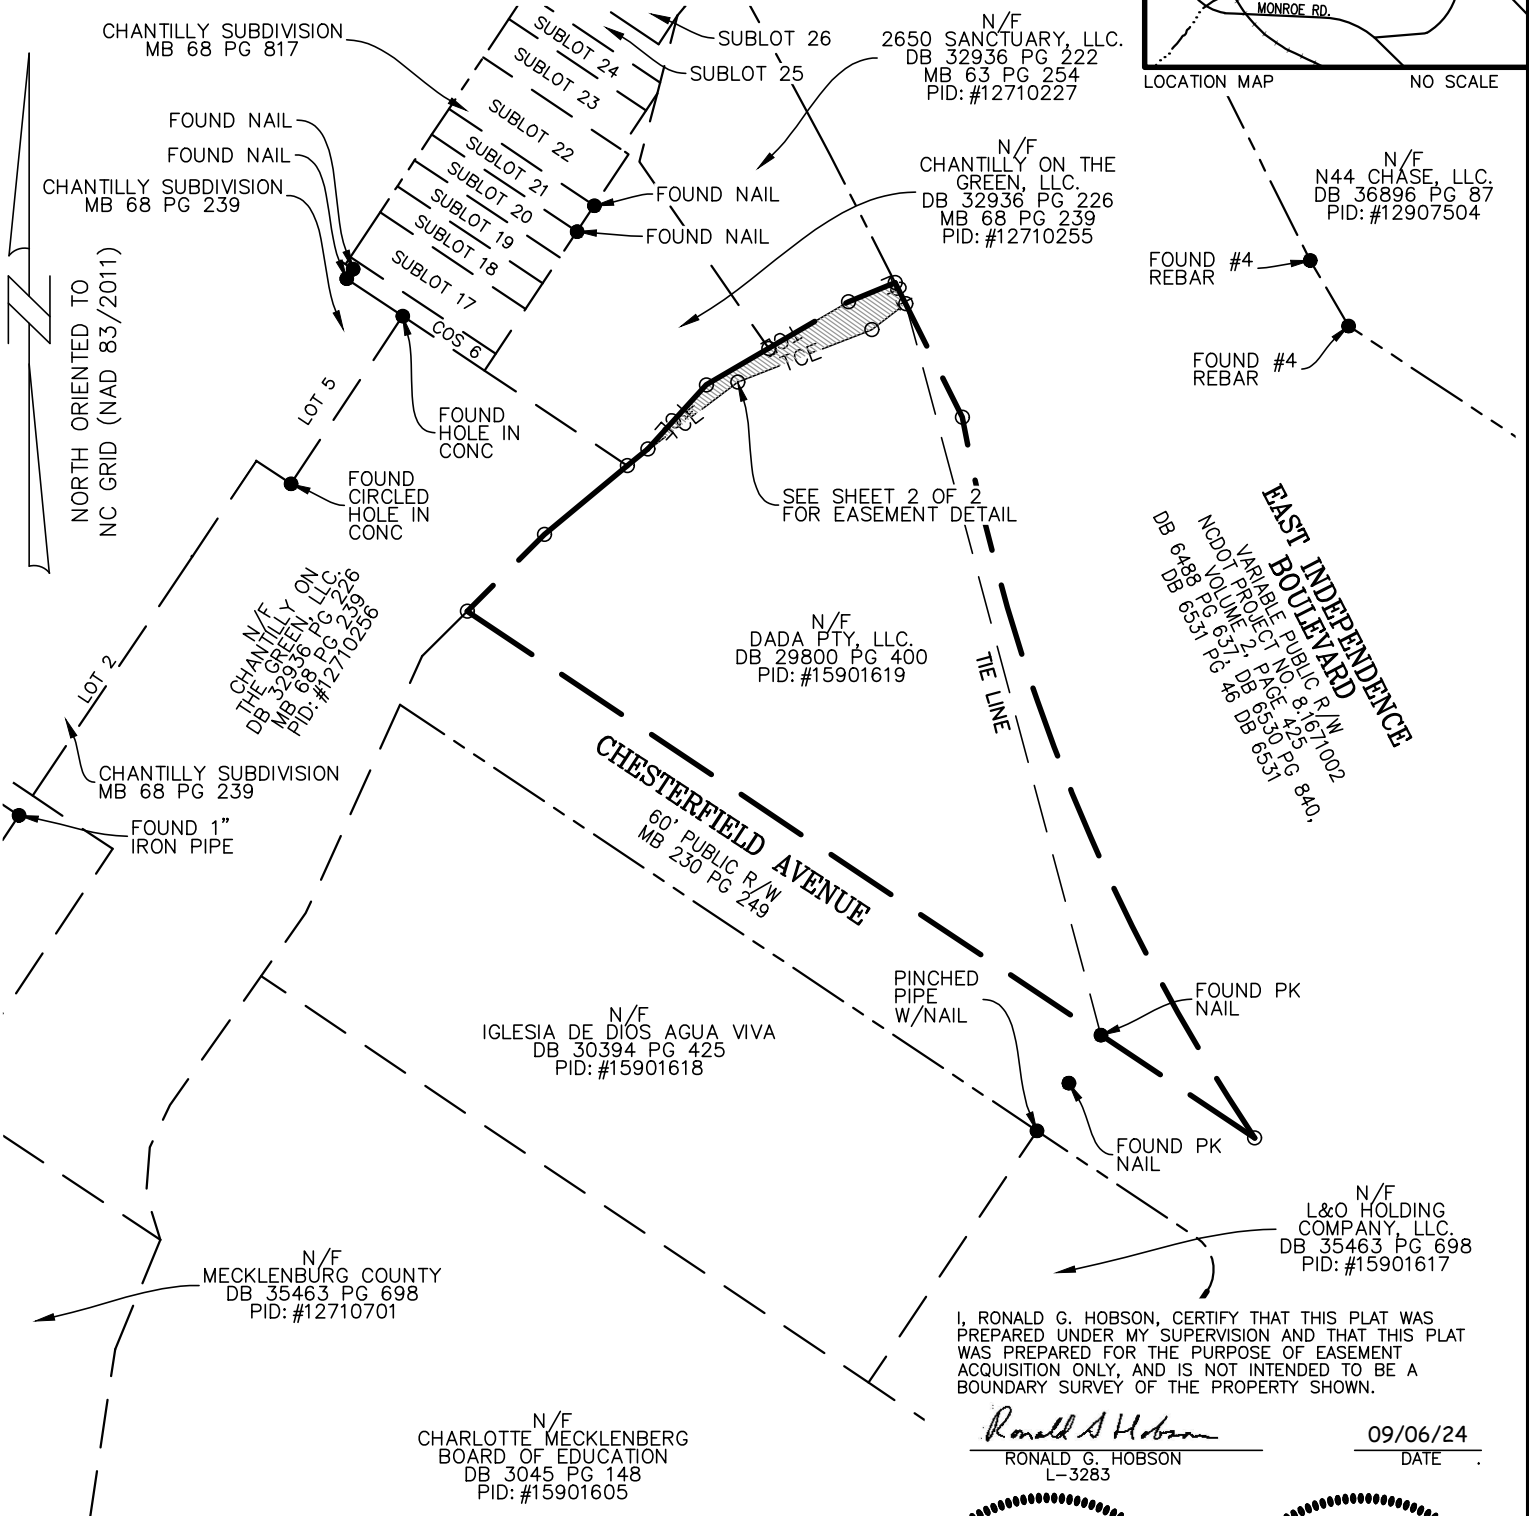 MONROE RD.
LOCATION MAP
NO SCALE
CHANTILLY SUBDIVISION
MB 68 PG 817
SUBLOT 26
SUBLOT 25
SUBLOT 24
SUBLOT 23
SUBLOT 22
SUBLOT 21
SUBLOT 20
SUBLOT 19
SUBLOT 18
SUBLOT 17
COS 6
N/F
2650 SANCTUARY, LLC.
DB 32936 PG 222
MB 63 PG 254
PID: #12710227
FOUND NAIL
FOUND NAIL
CHANTILLY SUBDIVISION
MB 68 PG 239
FOUND NAIL
FOUND NAIL
N/F
CHANTILLY ON THE
GREEN, LLC.
DB 32936 PG 226
MB 68 PG 239
PID: #12710255
N/F
N44 CHASE, LLC.
DB 36896 PG 87
PID: #12907504
FOUND #4
REBAR
FOUND #4
REBAR
NORTH ORIENTED TO
NC GRID (NAD 83/2011)
LOT 5
FOUND
HOLE IN
CONC
FOUND
CIRCLED
HOLE IN
CONC
TCE
TCE
SEE SHEET 2 OF 2
FOR EASEMENT DETAIL
N/F
CHANTILLY ON
THE GREEN, LLC.
DB 32936 PG 226
MB 68 PG 239
PID: #12710256
LOT 2
CHANTILLY SUBDIVISION
MB 68 PG 239
FOUND 1"
IRON PIPE
N/F
DADA PTY, LLC.
DB 29800 PG 400
PID: #15901619
TIE LINE
EAST INDEPENDENCE
BOULEVARD
VARIABLE PUBLIC R/W
NCDOT PROJECT NO. 8.1671002
VOLUME 2, PAGE 425
DB 6488 PG 637, DB 6530 PG 840,
DB 6531 PG 46 DB 6531
CHESTERFIELD AVENUE
60' PUBLIC R/W
MB 230 PG 249
PINCHED
PIPE
W/NAIL
FOUND PK
NAIL
FOUND PK
NAIL
N/F
IGLESIA DE DIOS AGUA VIVA
DB 30394 PG 425
PID: #15901618
N/F
L&O HOLDING
COMPANY, LLC.
DB 35463 PG 698
PID: #15901617
N/F
MECKLENBURG COUNTY
DB 35463 PG 698
PID: #12710701
N/F
CHARLOTTE MECKLENBERG
BOARD OF EDUCATION
DB 3045 PG 148
PID: #15901605
I, RONALD G. HOBSON, CERTIFY THAT THIS PLAT WAS
PREPARED UNDER MY SUPERVISION AND THAT THIS PLAT
WAS PREPARED FOR THE PURPOSE OF EASEMENT
ACQUISITION ONLY, AND IS NOT INTENDED TO BE A
BOUNDARY SURVEY OF THE PROPERTY SHOWN.
Ronald G Hobson
09/06/24
RONALD G. HOBSON
L-3283
DATE